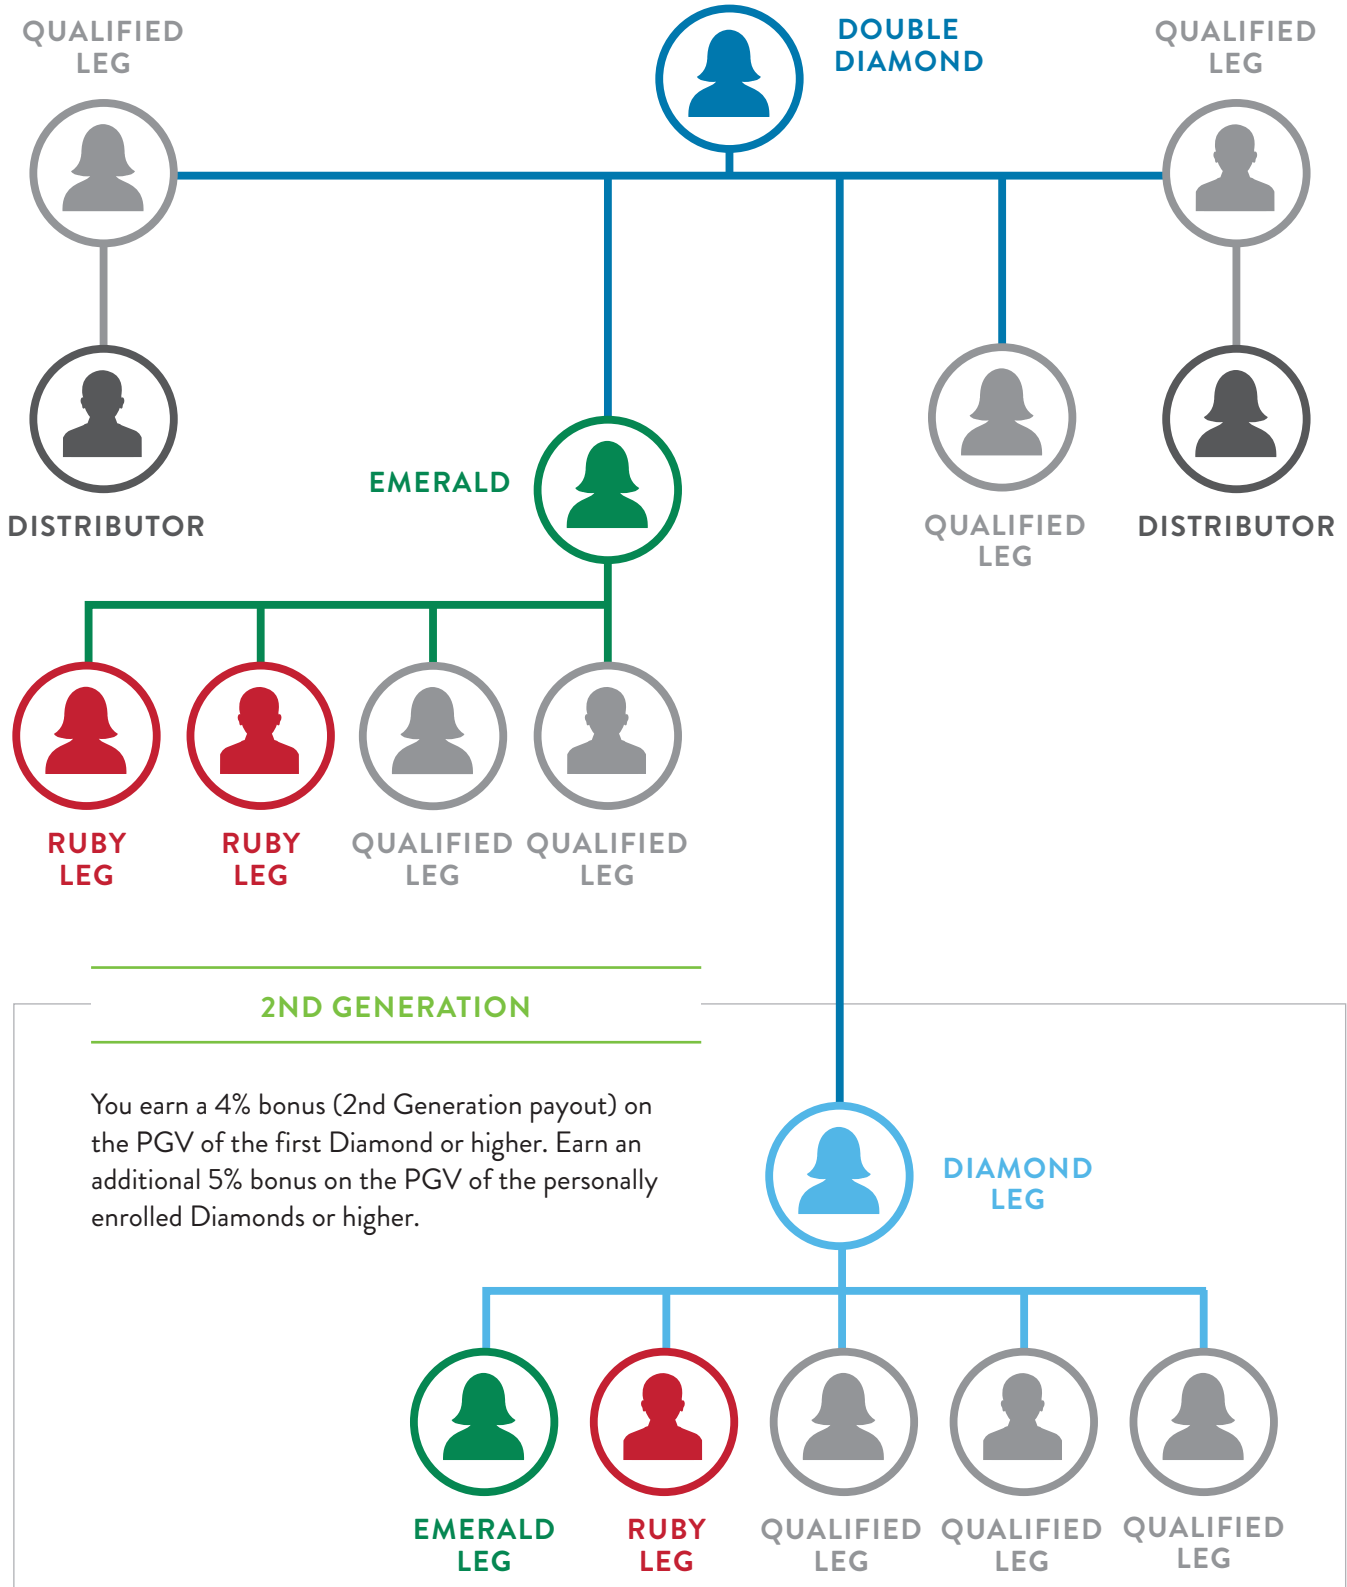 QUALIFIED
LEG
DOUBLE
DIAMOND
QUALIFIED
LEG
EMERALD
DISTRIBUTOR
QUALIFIED
LEG
DISTRIBUTOR
RUBY
LEG
RUBY
LEG
QUALIFIED
LEG
QUALIFIED
LEG
2ND GENERATION
You earn a 4% bonus (2nd Generation payout) on
the PGV of the first Diamond or higher. Earn an
additional 5% bonus on the PGV of the personally
enrolled Diamonds or higher.
DIAMOND
LEG
EMERALD
LEG
RUBY
LEG
QUALIFIED
LEG
QUALIFIED
LEG
QUALIFIED
LEG